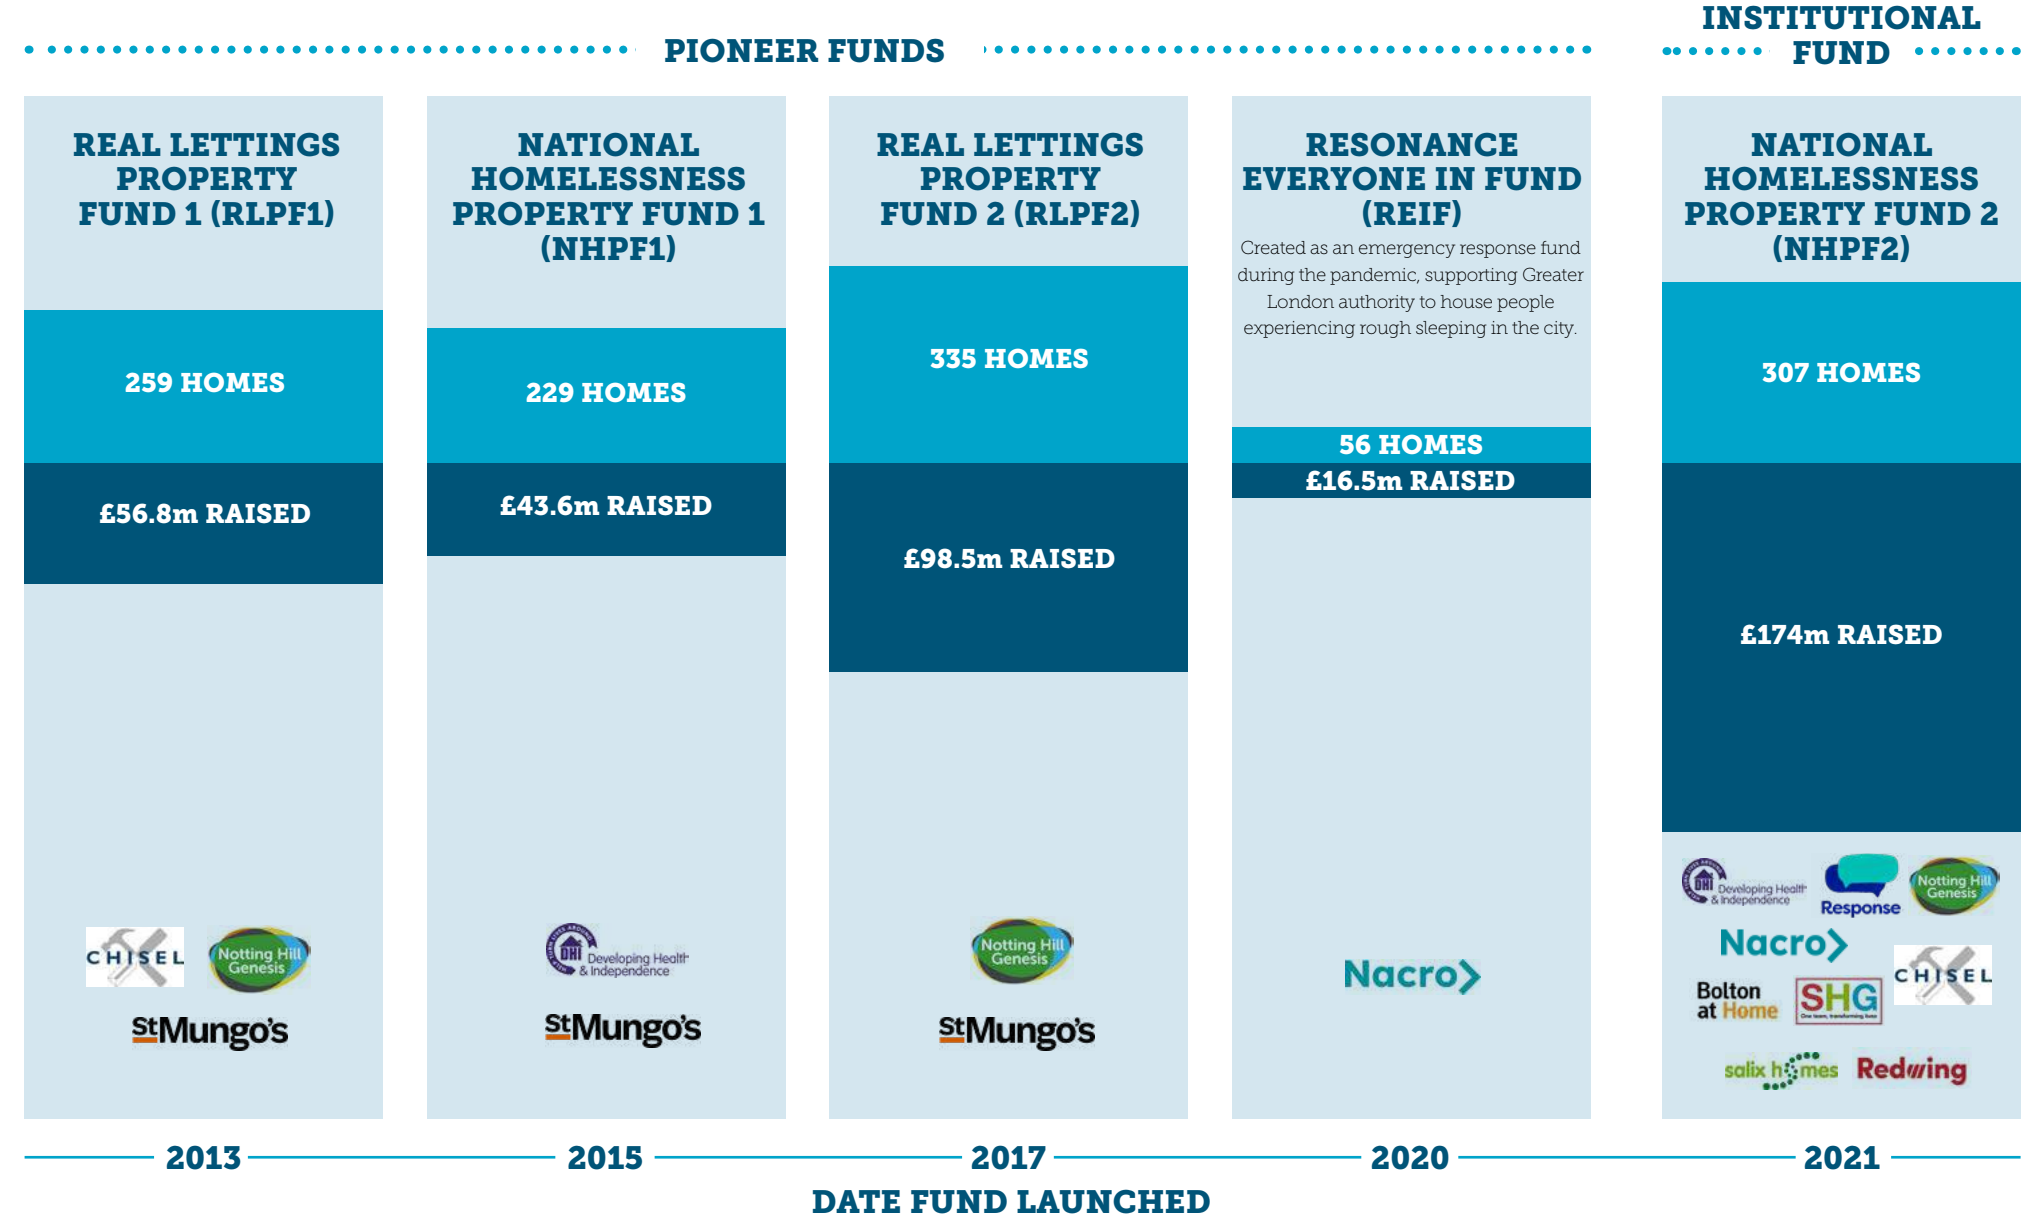 PIONEER FUNDS
INSTITUTIONAL
FUND
REAL LETTINGS
PROPERTY
FUND 1 (RLPF1)
259 HOMES
£56.8m RAISED
CHISEL
Notting Hill
Genesis
StMungo's
2013
NATIONAL
HOMELESSNESS
PROPERTY FUND 1
(NHPF1)
229 HOMES
£43.6m RAISED
DHI
Developing Health
& Independence
StMungo's
2015
REAL LETTINGS
PROPERTY
FUND 2 (RLPF2)
335 HOMES
£98.5m RAISED
Notting Hill
Genesis
StMungo's
2017
RESONANCE
EVERYONE IN FUND
(REIF)
Created as an emergency response fund
during the pandemic, supporting Greater
London authority to house people
experiencing rough sleeping in the city.
56 HOMES
£16.5m RAISED
Nacro
2020
NATIONAL
HOMELESSNESS
PROPERTY FUND 2
(NHPF2)
307 HOMES
£174m RAISED
DHI
Developing Health
& Independence
Response
Notting Hill
Genesis
Nacro
CHISEL
Bolton
at Home
SHG
One team, transforming lives
salix homes
Redwing
2021
DATE FUND LAUNCHED